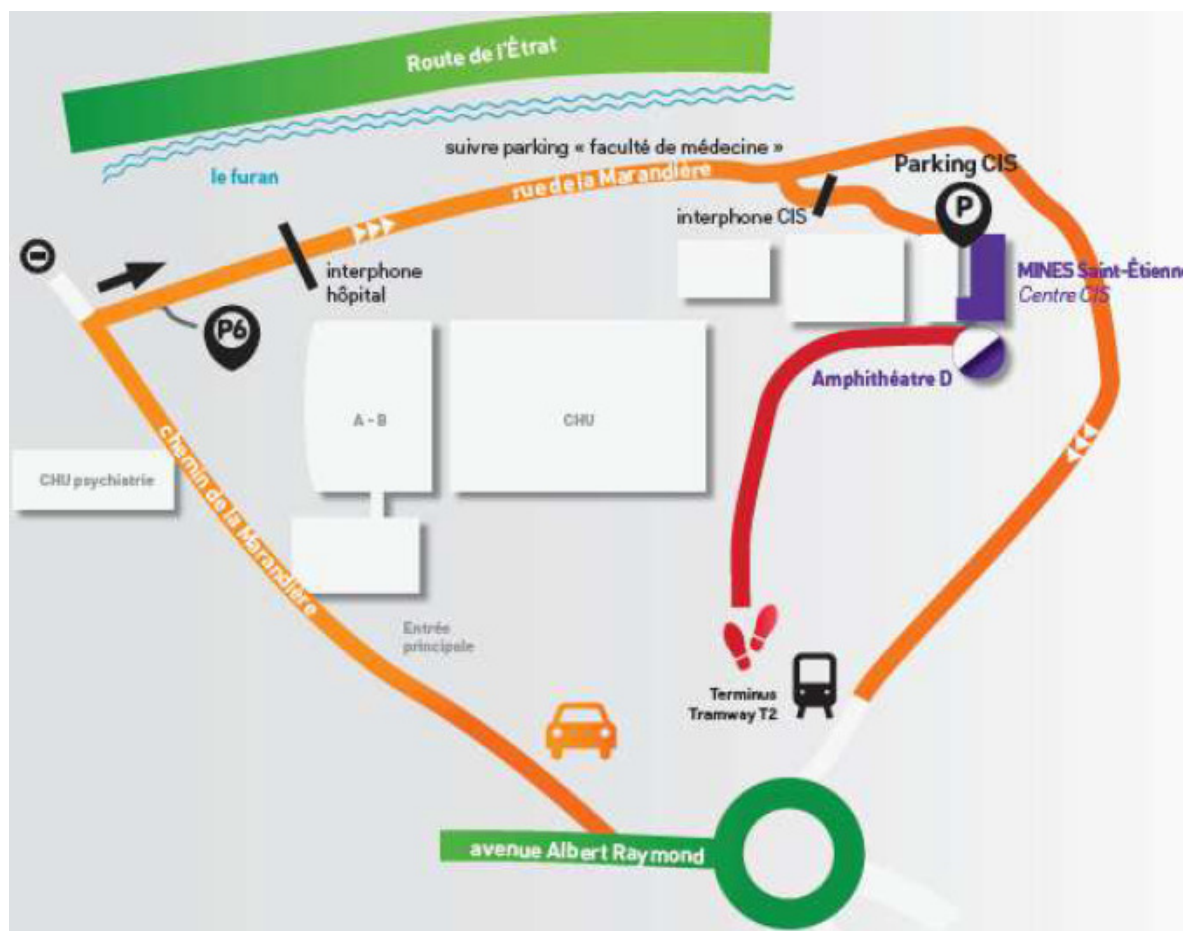 Route de l'Étrat
le furan
suivre parking « faculté de médecine »
rue de la Marandière
Parking CIS
P
interphone CIS
interphone
hôpital
MINES Saint-Étienne
Centre CIS
P6
Amphithéatre D
A - B
CHU
CHU psychiatrie
chemin de la Marandière
Entrée
principale
Terminus
Tramway T2
avenue Albert Raymond